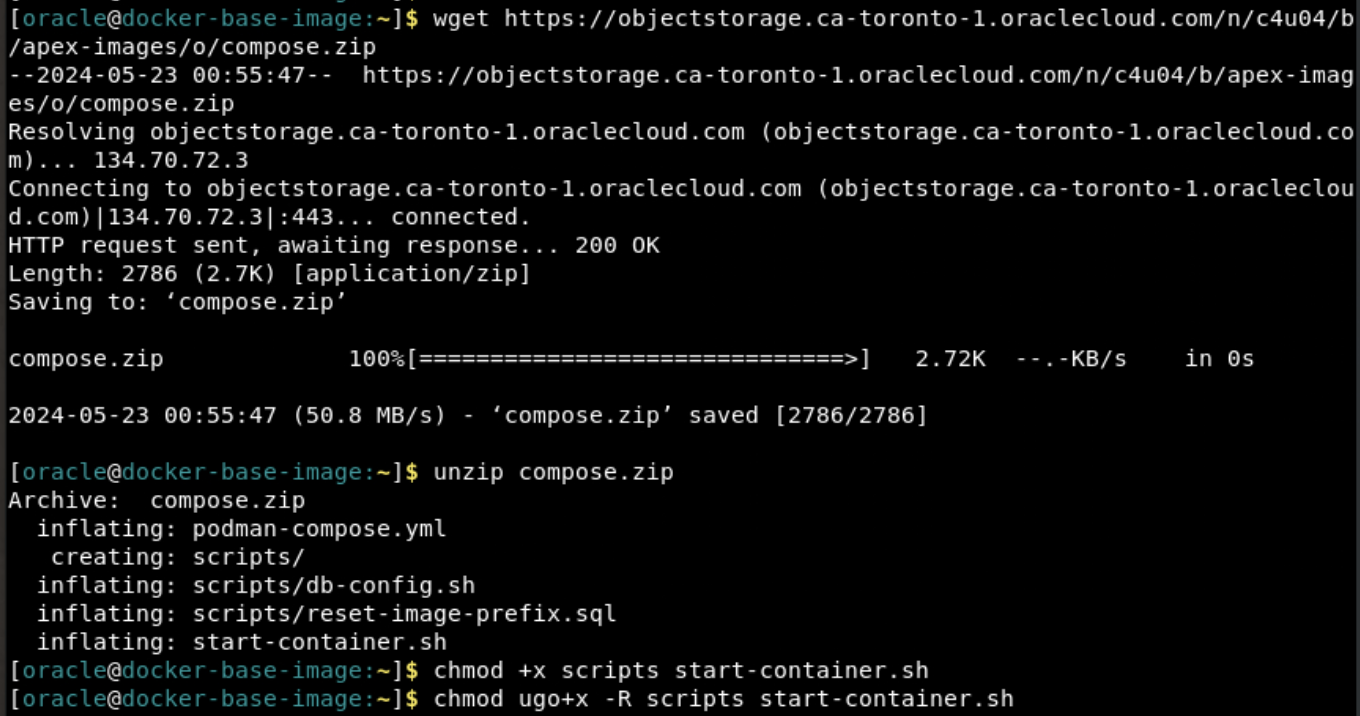 [oracle@docker-base-image:~]$ wget https://objectstorage.ca-toronto-1.oraclecloud.com/n/c4u04/b
/apex-images/o/compose.zip
--2024-05-23 00:55:47--  https://objectstorage.ca-toronto-1.oraclecloud.com/n/c4u04/b/apex-imag
es/o/compose.zip
Resolving objectstorage.ca-toronto-1.oraclecloud.com (objectstorage.ca-toronto-1.oraclecloud.co
m)... 134.70.72.3
Connecting to objectstorage.ca-toronto-1.oraclecloud.com (objectstorage.ca-toronto-1.oracleclou
d.com)|134.70.72.3|:443... connected.
HTTP request sent, awaiting response... 200 OK
Length: 2786 (2.7K) [application/zip]
Saving to: ‘compose.zip’
compose.zip             100%[==============================>]   2.72K  --.-KB/s    in 0s
2024-05-23 00:55:47 (50.8 MB/s) - ‘compose.zip’ saved [2786/2786]
[oracle@docker-base-image:~]$ unzip compose.zip
Archive:  compose.zip
  inflating: podman-compose.yml
   creating: scripts/
  inflating: scripts/db-config.sh
  inflating: scripts/reset-image-prefix.sql
  inflating: start-container.sh
[oracle@docker-base-image:~]$ chmod +x scripts start-container.sh
[oracle@docker-base-image:~]$ chmod ugo+x -R scripts start-container.sh